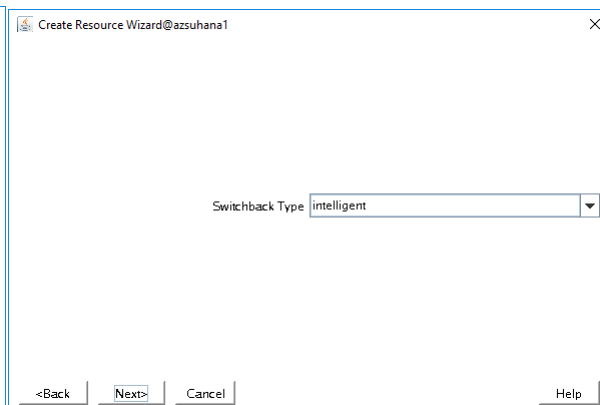 Create Resource Wizard@azsuhana1
Switchback Type intelligent
<Back Next> Cancel Help